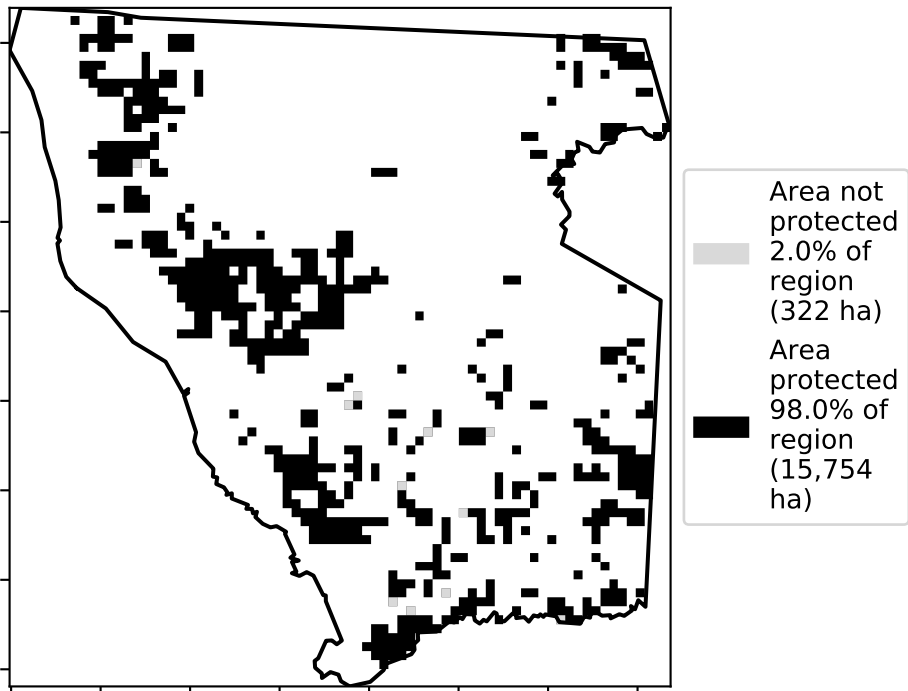 Area not
protected
2.0% of
region
(322 ha)
Area
protected
98.0% of
region
(15,754
ha)